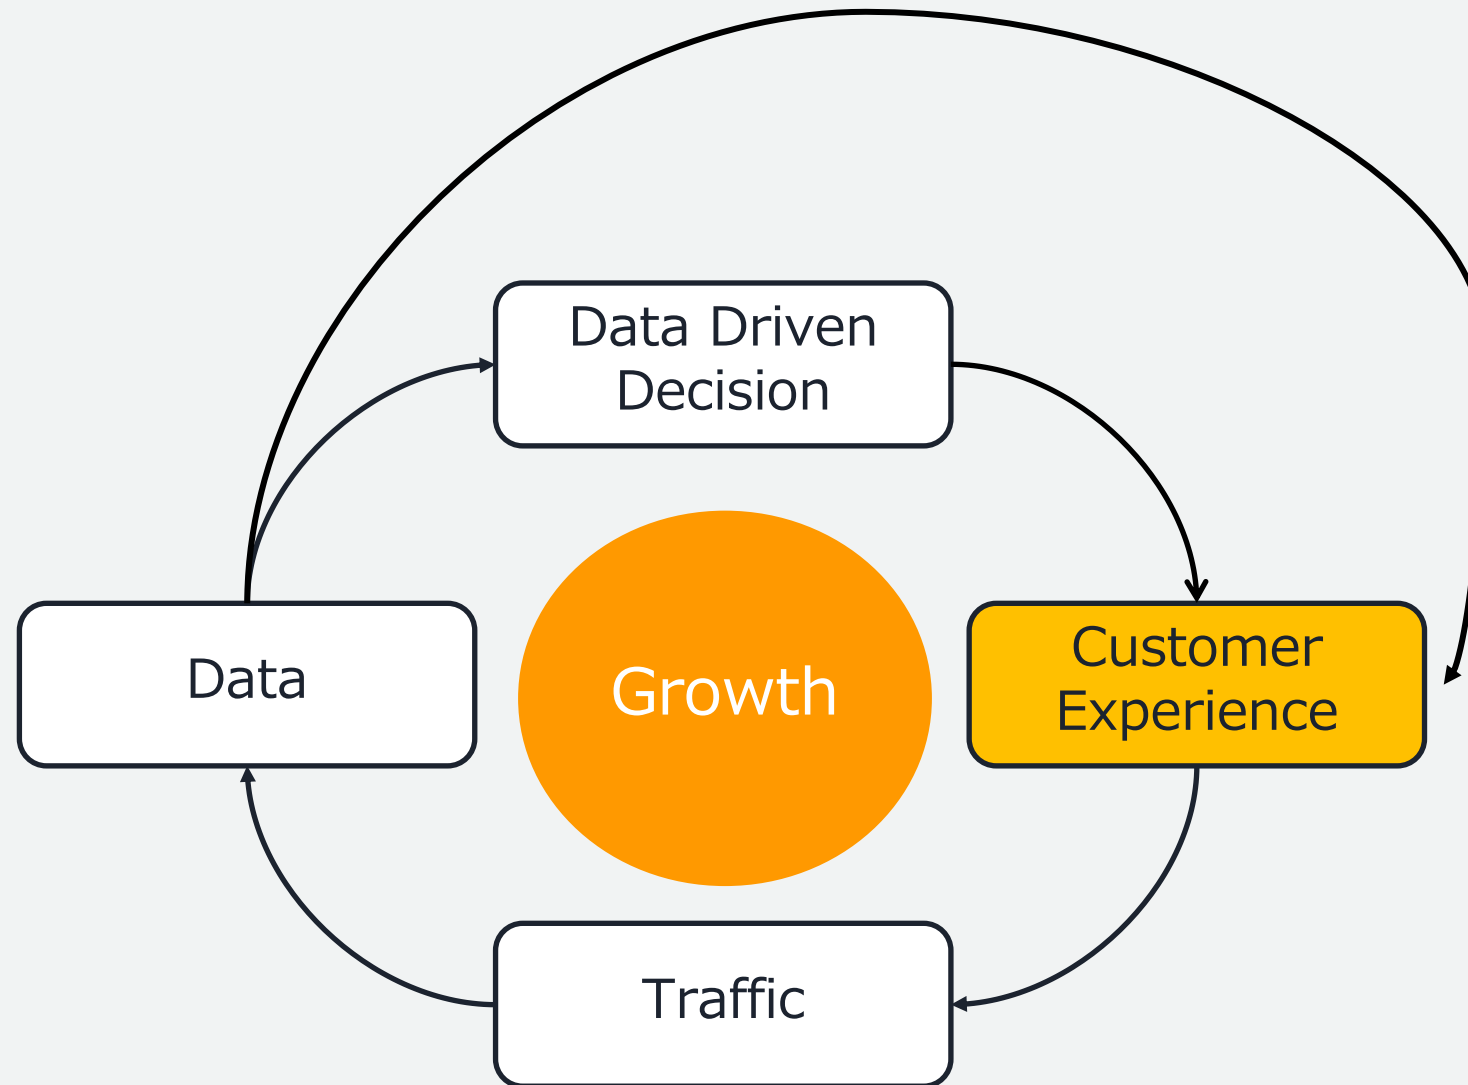 Data Driven
Decision
Data
Growth
Customer
Experience
Traffic